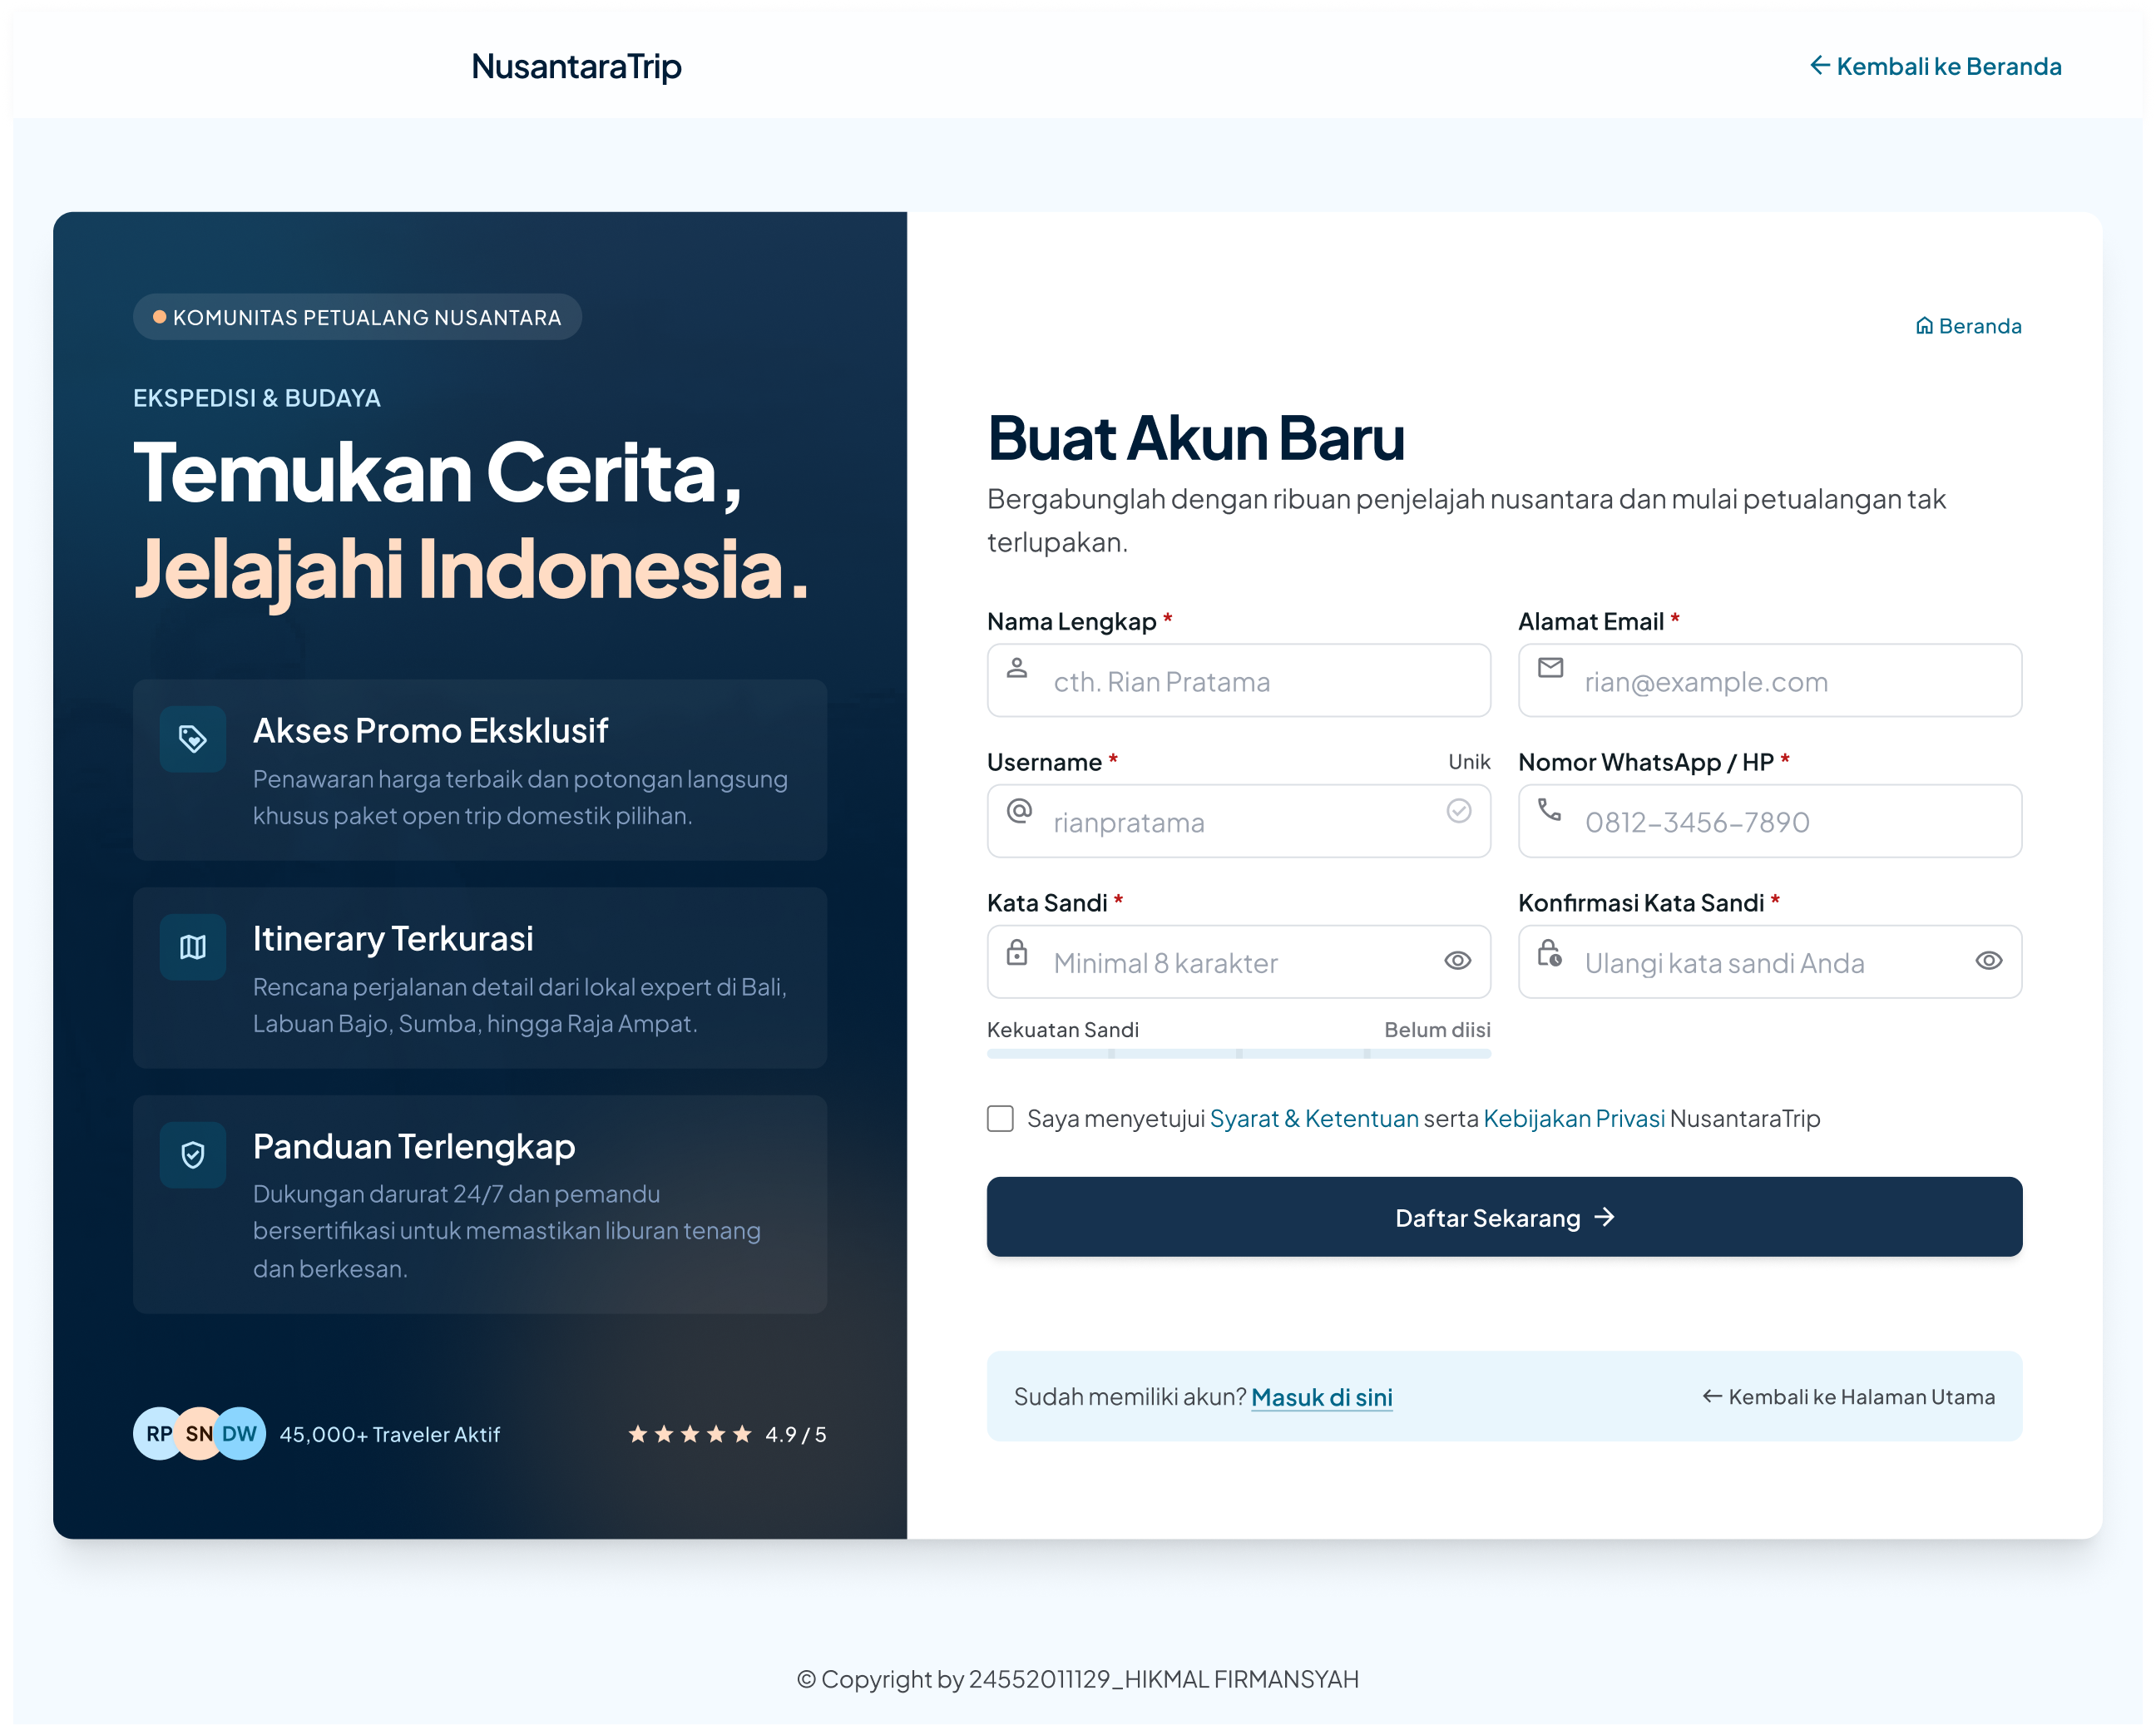 NusantaraTrip
← Kembali ke Beranda
KOMUNITAS PETUALANG NUSANTARA
EKSPEDISI & BUDAYA
Temukan Cerita,
Jelajahi Indonesia.
Akses Promo Eksklusif
Penawaran harga terbaik dan potongan langsung
khusus paket open trip domestik pilihan.
Itinerary Terkurasi
Rencana perjalanan detail dari lokal expert di Bali,
Labuan Bajo, Sumba, hingga Raja Ampat.
Panduan Terlengkap
Dukungan darurat 24/7 dan pemandu
bersertifikasi untuk memastikan liburan tenang
dan berkesan.
RP SN DW 45,000+ Traveler Aktif ★★★★★ 4.9 / 5
Beranda
Buat Akun Baru
Bergabunglah dengan ribuan penjelajah nusantara dan mulai petualangan tak
terlupakan.
Nama Lengkap * Alamat Email *
cth. Rian Pratama rian@example.com
Username * Unik Nomor WhatsApp / HP *
rianpratama 0812-3456-7890
Kata Sandi * Konfirmasi Kata Sandi *
Minimal 8 karakter Ulangi kata sandi Anda
Kekuatan Sandi Belum diisi
Saya menyetujui Syarat & Ketentuan serta Kebijakan Privasi NusantaraTrip
Daftar Sekarang →
Sudah memiliki akun? Masuk di sini ← Kembali ke Halaman Utama
© Copyright by 24552011129_HIKMAL FIRMANSYAH